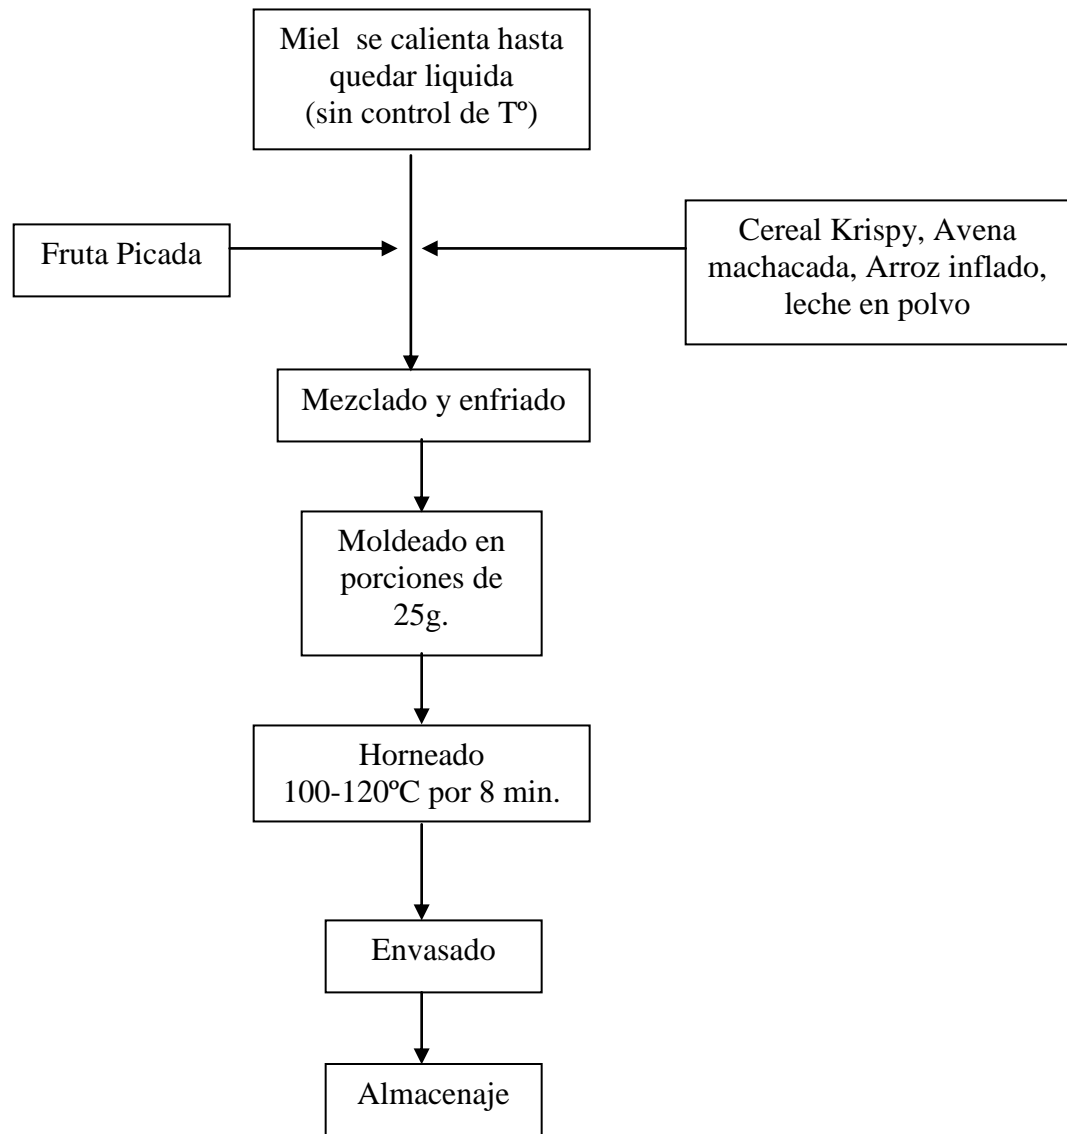 Miel se calienta hasta
quedar liquida
(sin control de Tº)
Fruta Picada
Cereal Krispy, Avena
machacada, Arroz inflado,
leche en polvo
Mezclado y enfriado
Moldeado en
porciones de
25g.
Horneado
100-120ºC por 8 min.
Envasado
Almacenaje